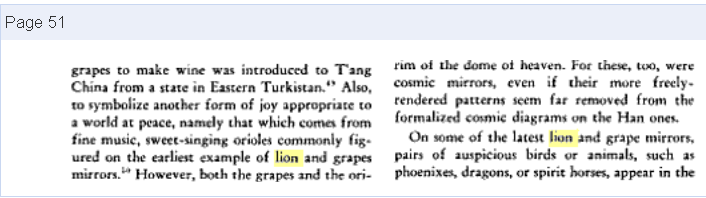 Page 51
grapes to make wine was introduced to T'ang
China from a state in Eastern Turkistan.⁴⁹ Also,
to symbolize another form of joy appropriate to
a world at peace, namely that which comes from
fine music, sweet-singing orioles commonly fig-
ured on the earliest example of lion and grapes
mirrors.⁵⁰ However, both the grapes and the ori-
rim of the dome of heaven. For these, too, were
cosmic mirrors, even if their more freely-
rendered patterns seem far removed from the
formalized cosmic diagrams on the Han ones.
On some of the latest lion and grape mirrors,
pairs of auspicious birds or animals, such as
phoenixes, dragons, or spirit horses, appear in the